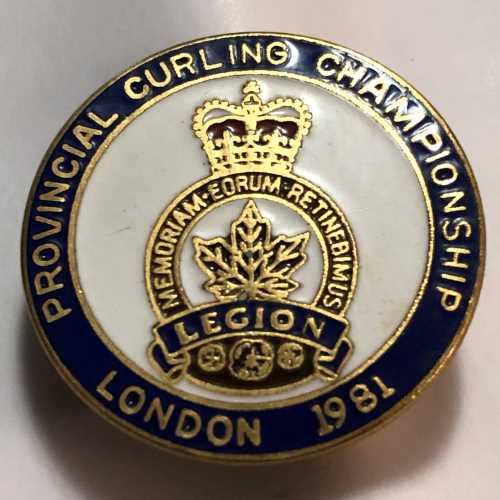 PROVINCIAL CURLING CHAMPIONSHIP
MEMORIAM·EORUM·RETINEBIMUS
LEGION
LONDON 1981